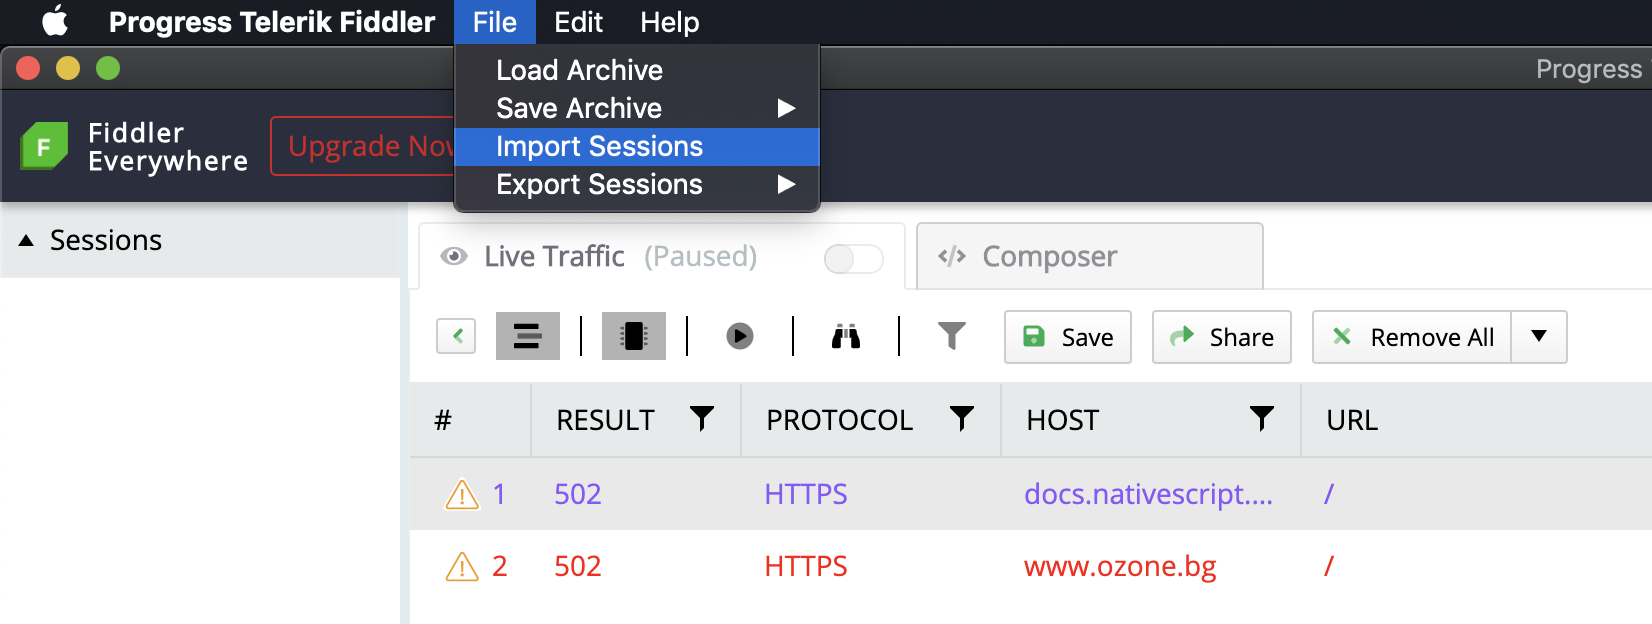 Progress Telerik Fiddler File Edit Help
Progress
Load Archive
Save Archive
Import Sessions
Export Sessions
F
Fiddler
Everywhere
Upgrade Now
Sessions
Live Traffic (Paused)
</> Composer
Save
Share
Remove All
# RESULT PROTOCOL HOST URL
1 502 HTTPS docs.nativescript.... /
2 502 HTTPS www.ozone.bg /